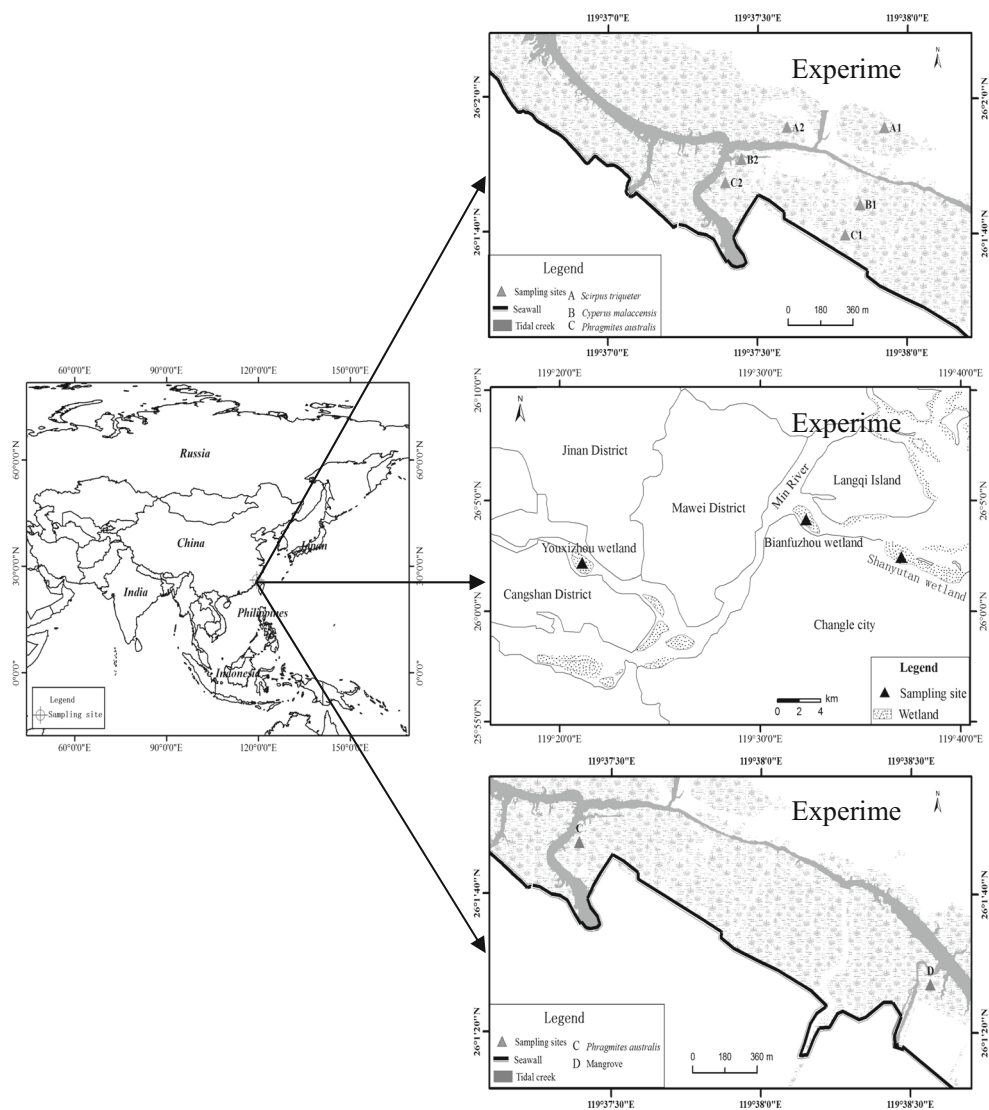 119°37'0"E 119°37'30"E 119°38'0"E
Experime
N
26°2'0"N 26°2'0"N
A2 A1
B2
C2
B1
C1
26°1'40"N 26°1'40"N
Legend
Sampling sites A Scirpus triqueter
Seawall B Cyperus malaccensis
Tidal creek C Phragmites australis
0 180 360 m
119°37'0"E 119°37'30"E 119°38'0"E
60°0'0"E 90°0'0"E 120°0'0"E 150°0'0"E
Russia
60°0'0"N 60°0'0"N
China
Japan
30°0'0"N 30°0'0"N
India
Philippines
Indonesia
0°0'0" 0°0'0"
Legend
Sampling site
60°0'0"E 90°0'0"E 120°0'0"E 150°0'0"E
119°20'0"E 119°30'0"E 119°40'0"E
26°10'0"N 26°10'0"N
N
Experime
Jinan District
Min River
Langqi Island
Mawei District
26°5'0"N 26°5'0"N
Youxizhou wetland
Bianfuzhou wetland
Shanyutan wetland
Cangshan District
26°0'0"N 26°0'0"N
Changle city
Legend
Sampling site
Wetland
km
0 2 4
25°55'0"N 25°55'0"N
119°20'0"E 119°30'0"E 119°40'0"E
119°37'30"E 119°38'0"E 119°38'30"E
Experime
N
C
26°1'40"N 26°1'40"N
D
26°1'20"N 26°1'20"N
Legend
Sampling sites C Phragmites australis
Seawall D Mangrove
Tidal creek
0 180 360 m
119°37'30"E 119°38'0"E 119°38'30"E